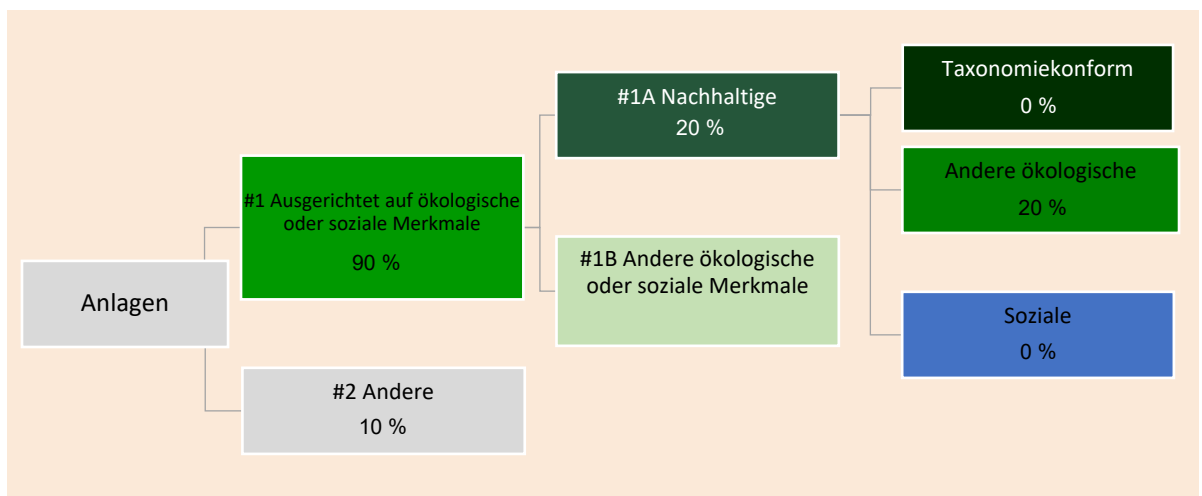 Anlagen
#1 Ausgerichtet auf ökologische
oder soziale Merkmale
90 %
#2 Andere
10 %
#1A Nachhaltige
20 %
#1B Andere ökologische
oder soziale Merkmale
Taxonomiekonform
0 %
Andere ökologische
20 %
Soziale
0 %